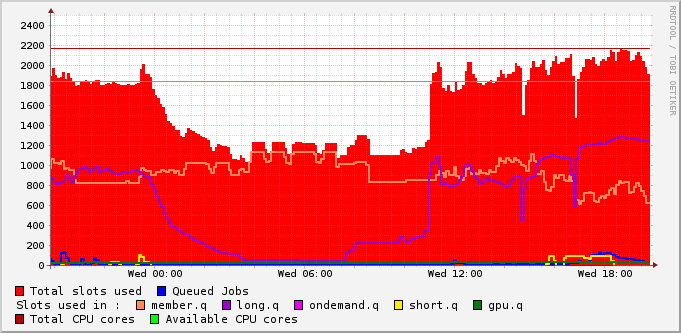 2400
2200
2000
1800
1600
1400
1200
1000
800
600
400
200
0
Wed 00:00 Wed 06:00 Wed 12:00 Wed 18:00
Total slots used Queued Jobs
Slots used in : member.q long.q ondemand.q short.q gpu.q
Total CPU cores Available CPU cores
RRDTOOL / TOBI OETIKER